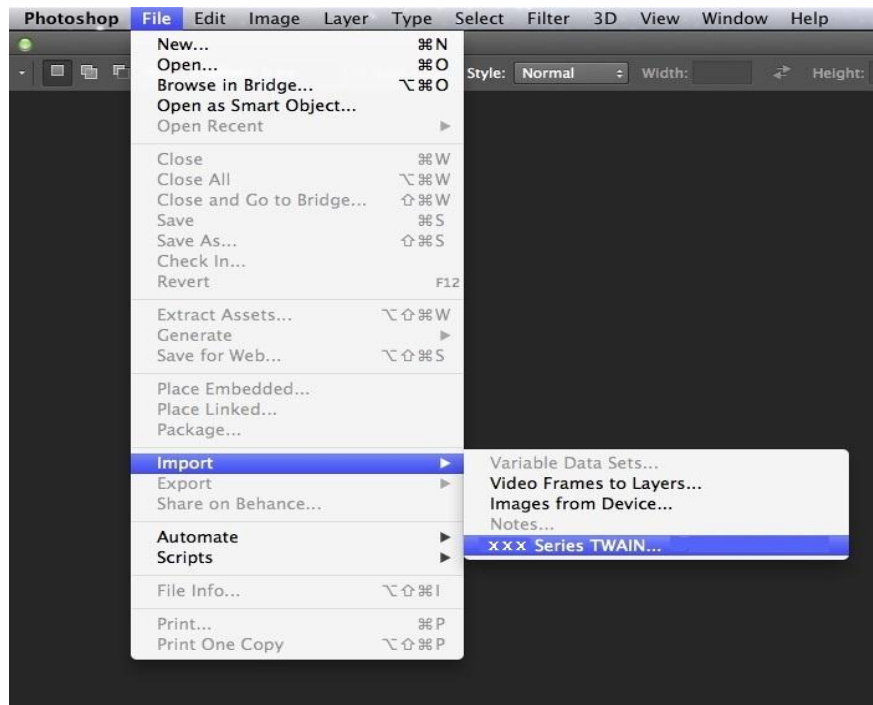 Photoshop File Edit Image Layer Type Select Filter 3D View Window Help
Style: Normal Width: Height:
New... ⌘N
Open... ⌘O
Browse in Bridge... ⌥⌘O
Open as Smart Object...
Open Recent
Close ⌘W
Close All ⌥⌘W
Close and Go to Bridge... ⇧⌘W
Save ⌘S
Save As... ⇧⌘S
Check In...
Revert F12
Extract Assets... ⌥⇧⌘W
Generate
Save for Web... ⌥⇧⌘S
Place Embedded...
Place Linked...
Package...
Import
Export
Share on Behance...
Automate
Scripts
File Info... ⌥⇧⌘I
Print... ⌘P
Print One Copy ⌥⇧⌘P
Variable Data Sets...
Video Frames to Layers...
Images from Device...
Notes...
xxx Series TWAIN...